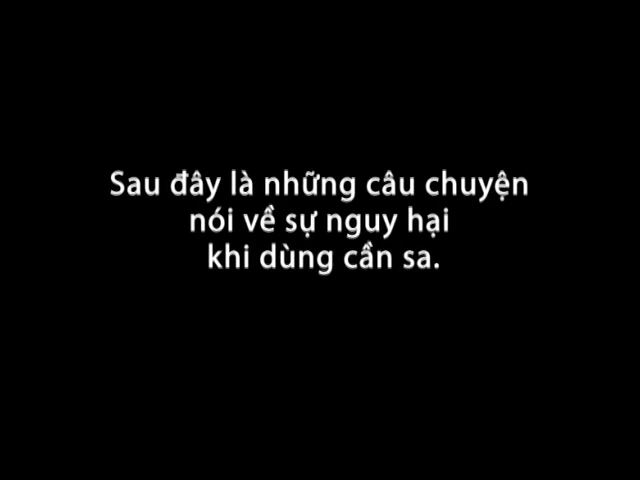 Sau đây là những câu chuyện
nói về sự nguy hại
khi dùng cần sa.